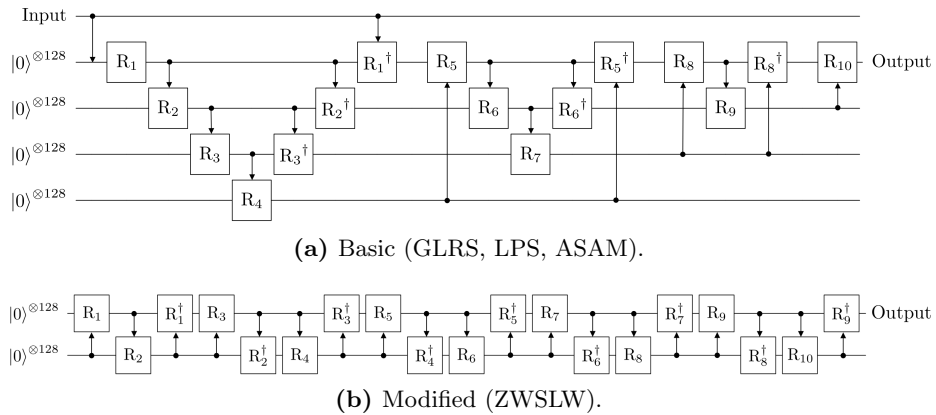 Input
|0⟩⊗128 R1 R1† R5 R5† R8 R8† R10 Output
|0⟩⊗128 R2 R2† R6 R6† R9
|0⟩⊗128 R3 R3† R7
|0⟩⊗128 R4
(a) Basic (GLRS, LPS, ASAM).
|0⟩⊗128 R1 R1† R3 R3† R5 R5† R7 R7† R9 R9† Output
|0⟩⊗128 R2 R2† R4 R4† R6 R6† R8 R8† R10
(b) Modified (ZWSLW).